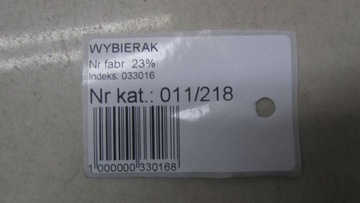 WYBIERAK
Nr fabr 23%
Indeks: 033016
Nr kat.: 011/218
1 000000 330168